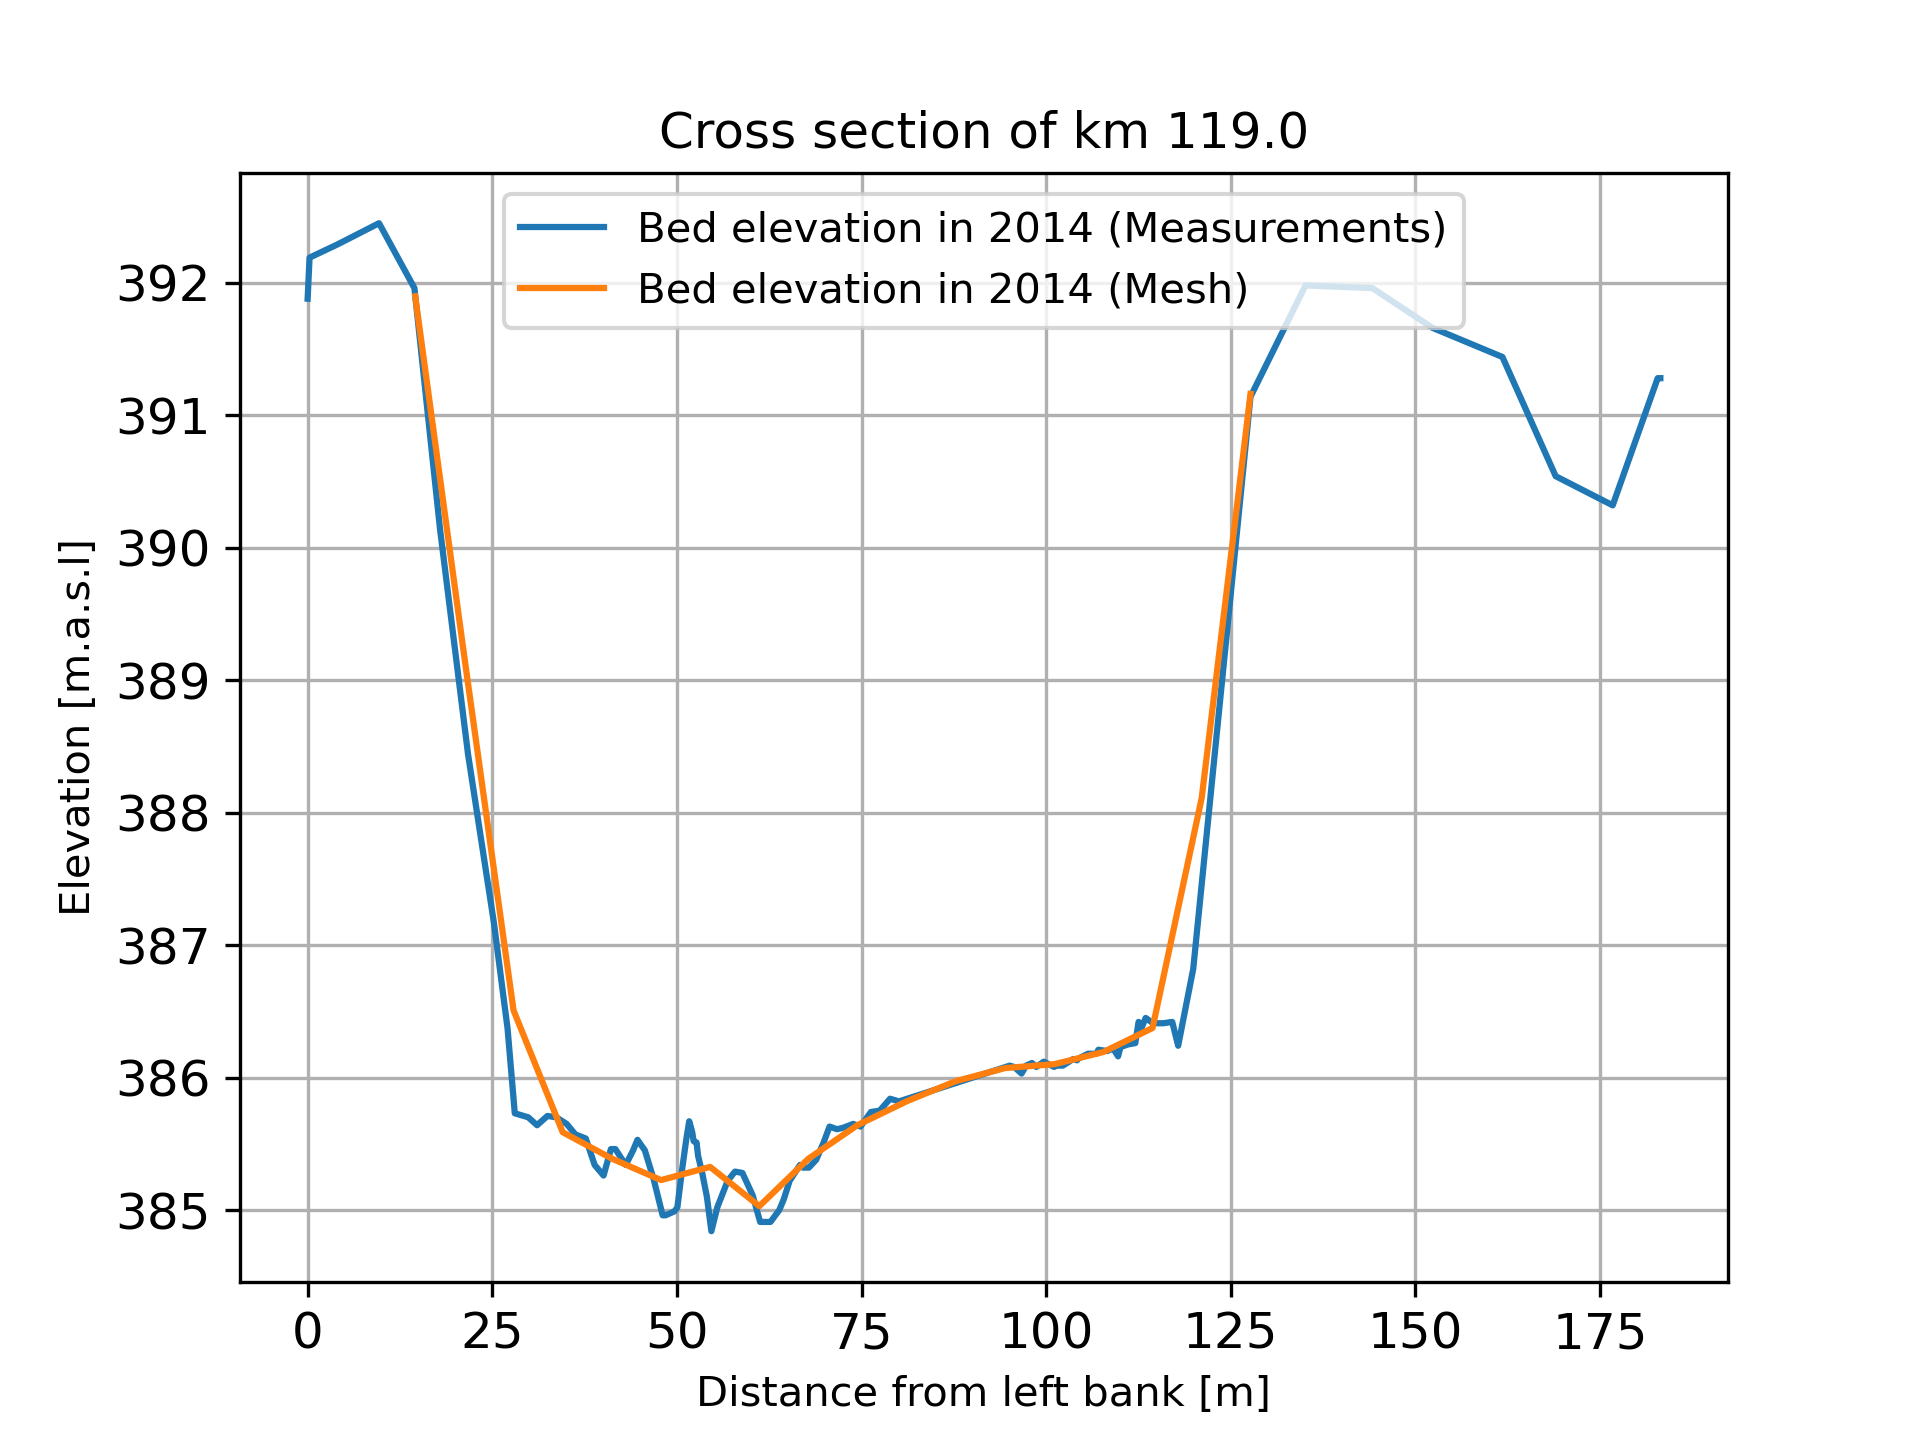 Cross section of km 119.0
Bed elevation in 2014 (Measurements)
Bed elevation in 2014 (Mesh)
392
391
390
389
388
387
386
385
Elevation [m.a.s.l]
0 25 50 75 100 125 150 175
Distance from left bank [m]